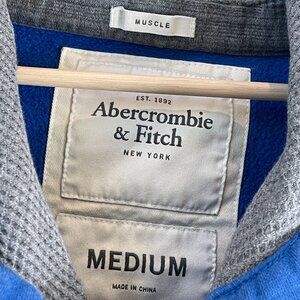 MUSCLE
EST. 1892
Abercrombie
& Fitch
NEW YORK
MEDIUM
MADE IN CHINA